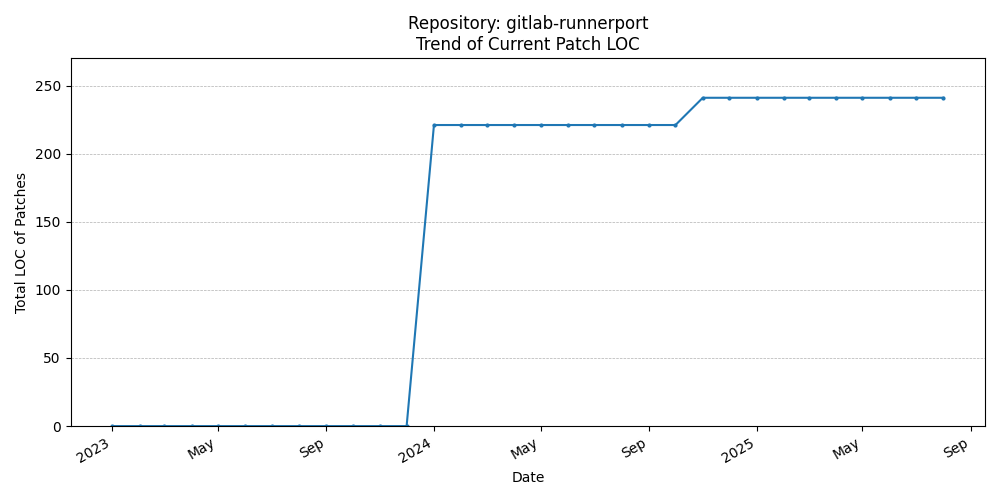 Repository: gitlab-runnerport
Trend of Current Patch LOC
Total LOC of Patches
250
200
150
100
50
0
2023
May
Sep
2024
May
Sep
2025
May
Sep
Date